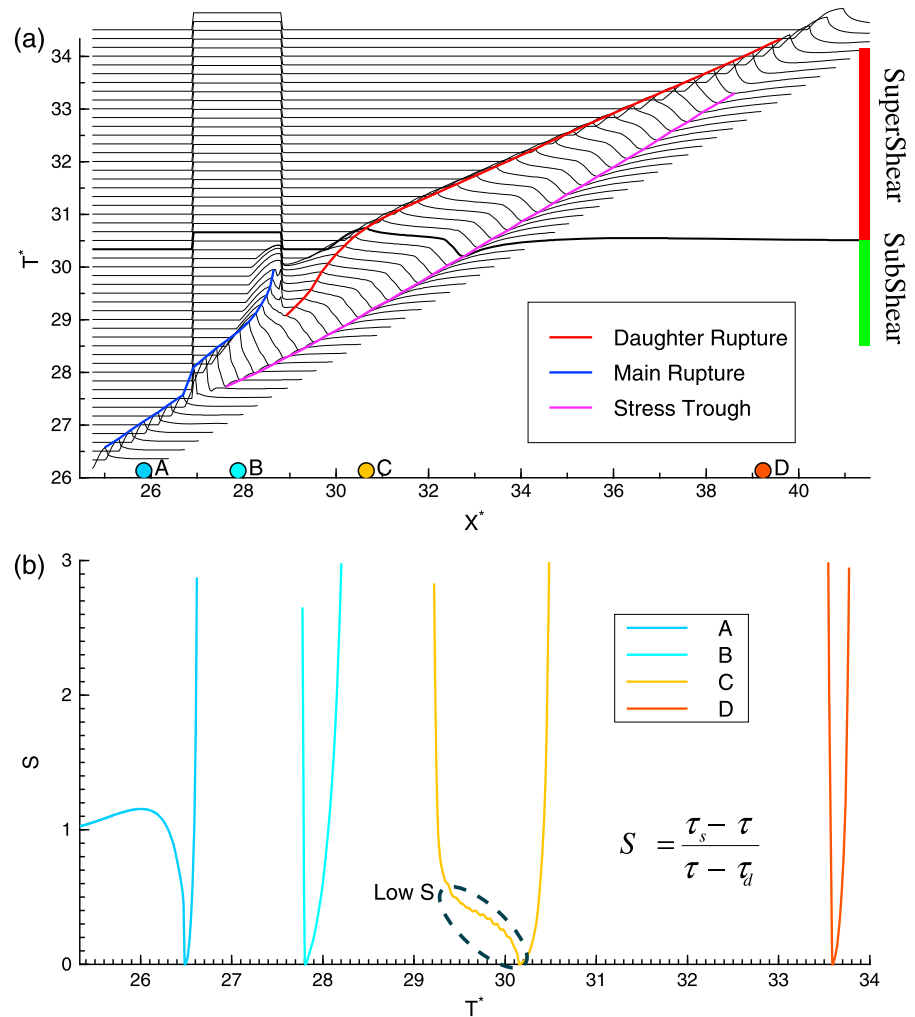 (a)
34
33
32
31
30
29
28
27
26
T*
SuperShear
SubShear
Daughter Rupture
Main Rupture
Stress Trough
A
B
C
D
26
28
30
32
34
36
38
40
X*
(b)
3
2
1
0
S
A
B
C
D
Low S
S = τs − τ / τ − τd
26
27
28
29
30
31
32
33
34
T*